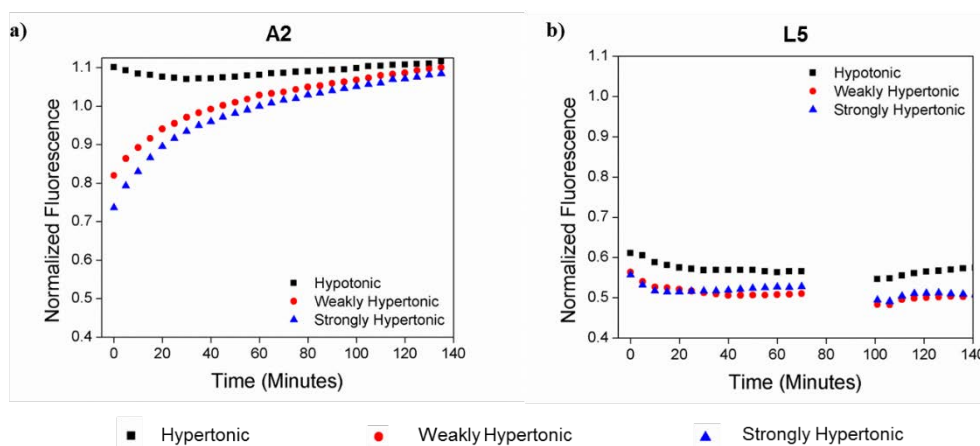 a)
A2
1.1
1.0
0.9
0.8
0.7
0.6
0.5
0.4
Normalized Fluorescence
Hypotonic
Weakly Hypertonic
Strongly Hypertonic
0 20 40 60 80 100 120 140
Time (Minutes)
b)
L5
1.1
1.0
0.9
0.8
0.7
0.6
0.5
0.4
Normalized Fluorescence
Hypotonic
Weakly Hypertonic
Strongly Hypertonic
0 20 40 60 80 100 120 140
Time (Minutes)
Hypertonic Weakly Hypertonic Strongly Hypertonic